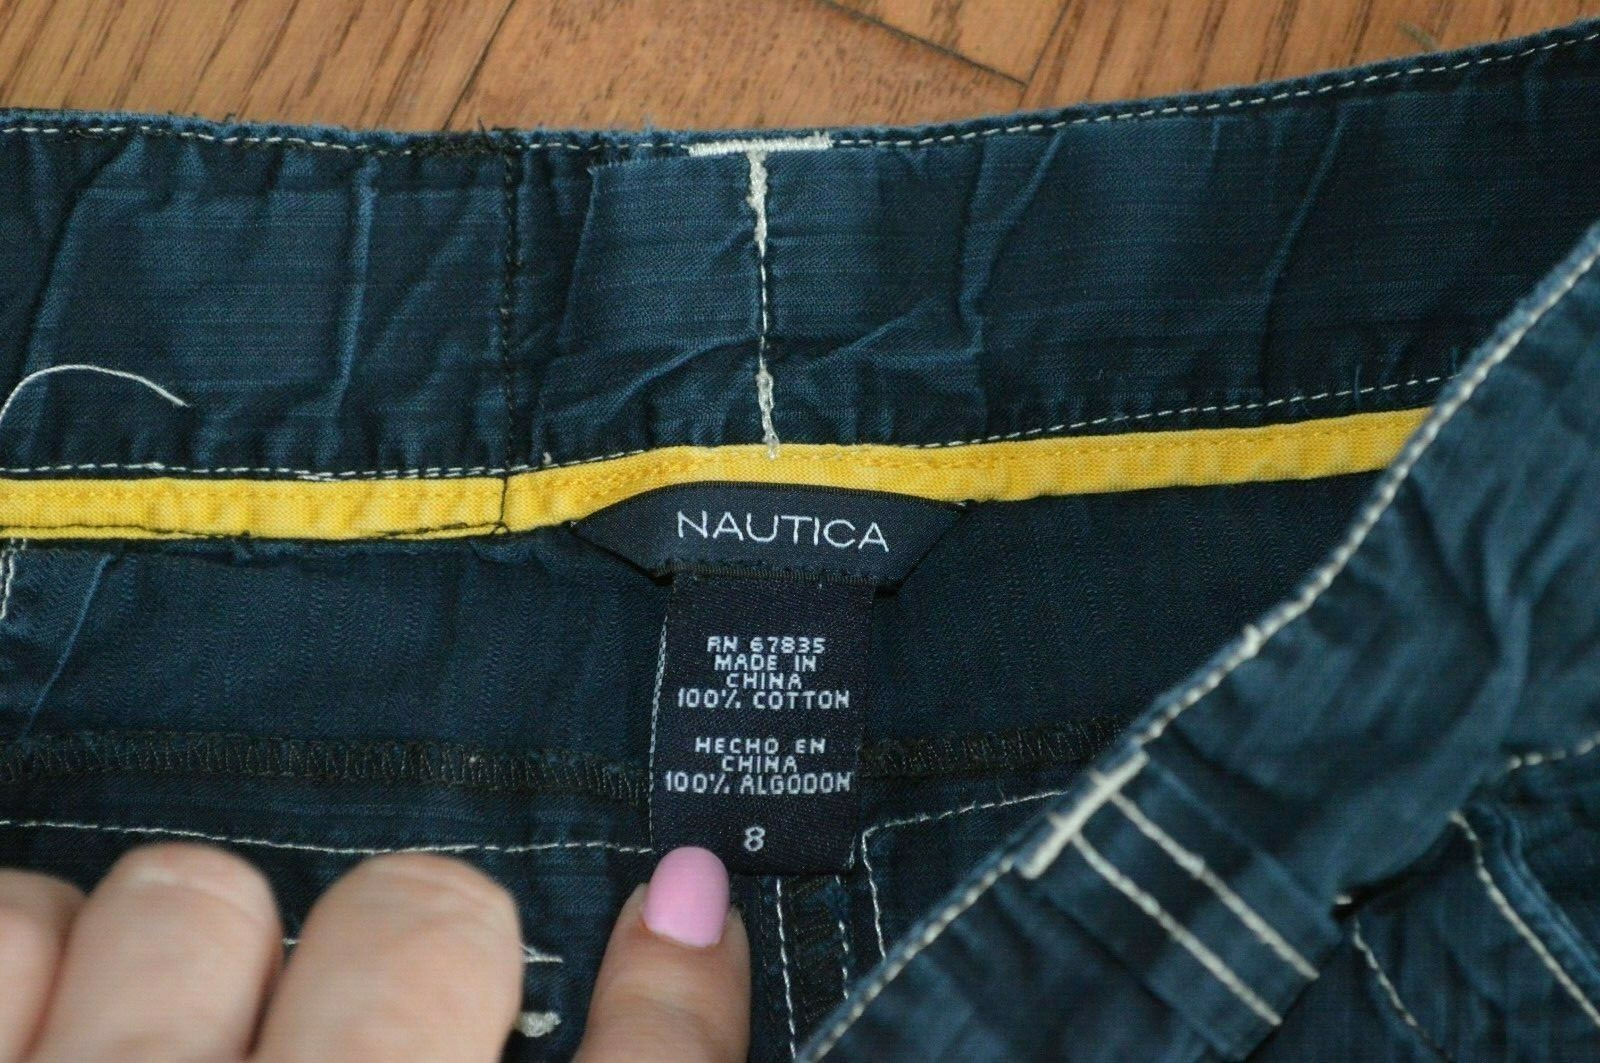 NAUTICA
RN 67835
MADE IN
CHINA
100% COTTON
HECHO EN
CHINA
100% ALGODON
8